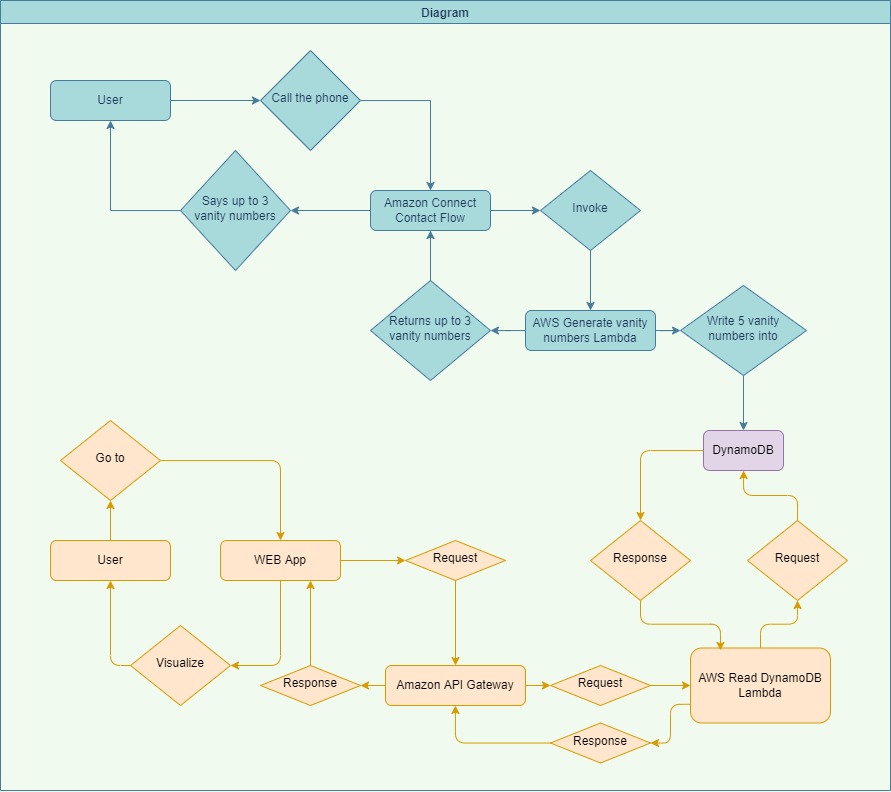 Diagram
User
Call the phone
Says up to 3
vanity numbers
Amazon Connect
Contact Flow
Invoke
Returns up to 3
vanity numbers
AWS Generate vanity
numbers Lambda
Write 5 vanity
numbers into
DynamoDB
Go to
User
WEB App
Request
Response
Request
Visualize
Response
Amazon API Gateway
Request
AWS Read DynamoDB
Lambda
Response